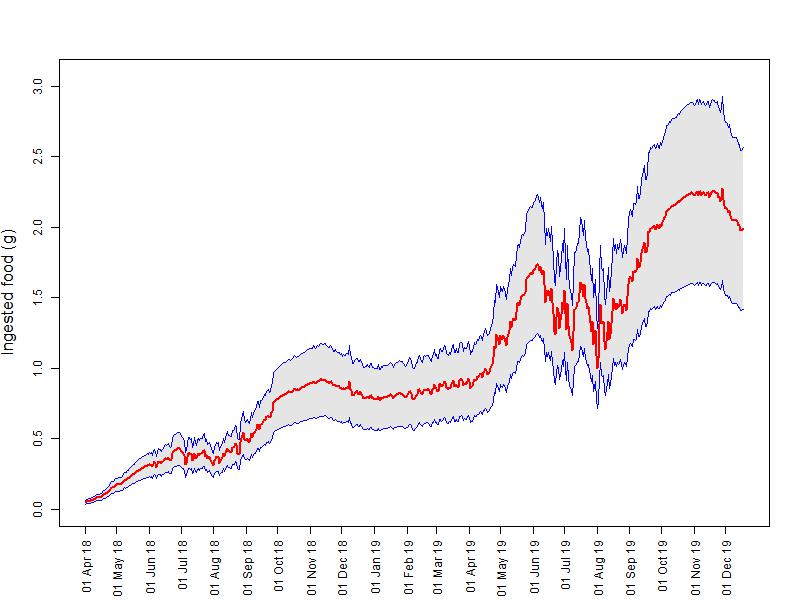 Ingested food (g)
3.0
2.5
2.0
1.5
1.0
0.5
0.0
01 Apr 18
01 May 18
01 Jun 18
01 Jul 18
01 Aug 18
01 Sep 18
01 Oct 18
01 Nov 18
01 Dec 18
01 Jan 19
01 Feb 19
01 Mar 19
01 Apr 19
01 May 19
01 Jun 19
01 Jul 19
01 Aug 19
01 Sep 19
01 Oct 19
01 Nov 19
01 Dec 19